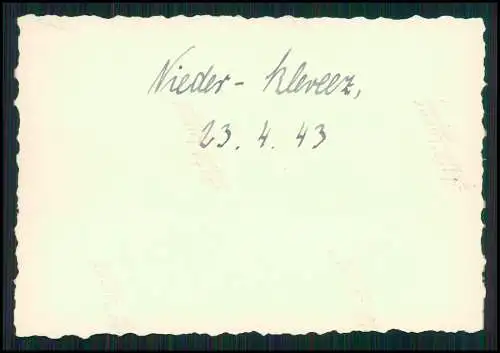 Nieder-Kleveez,
23. 4. 43